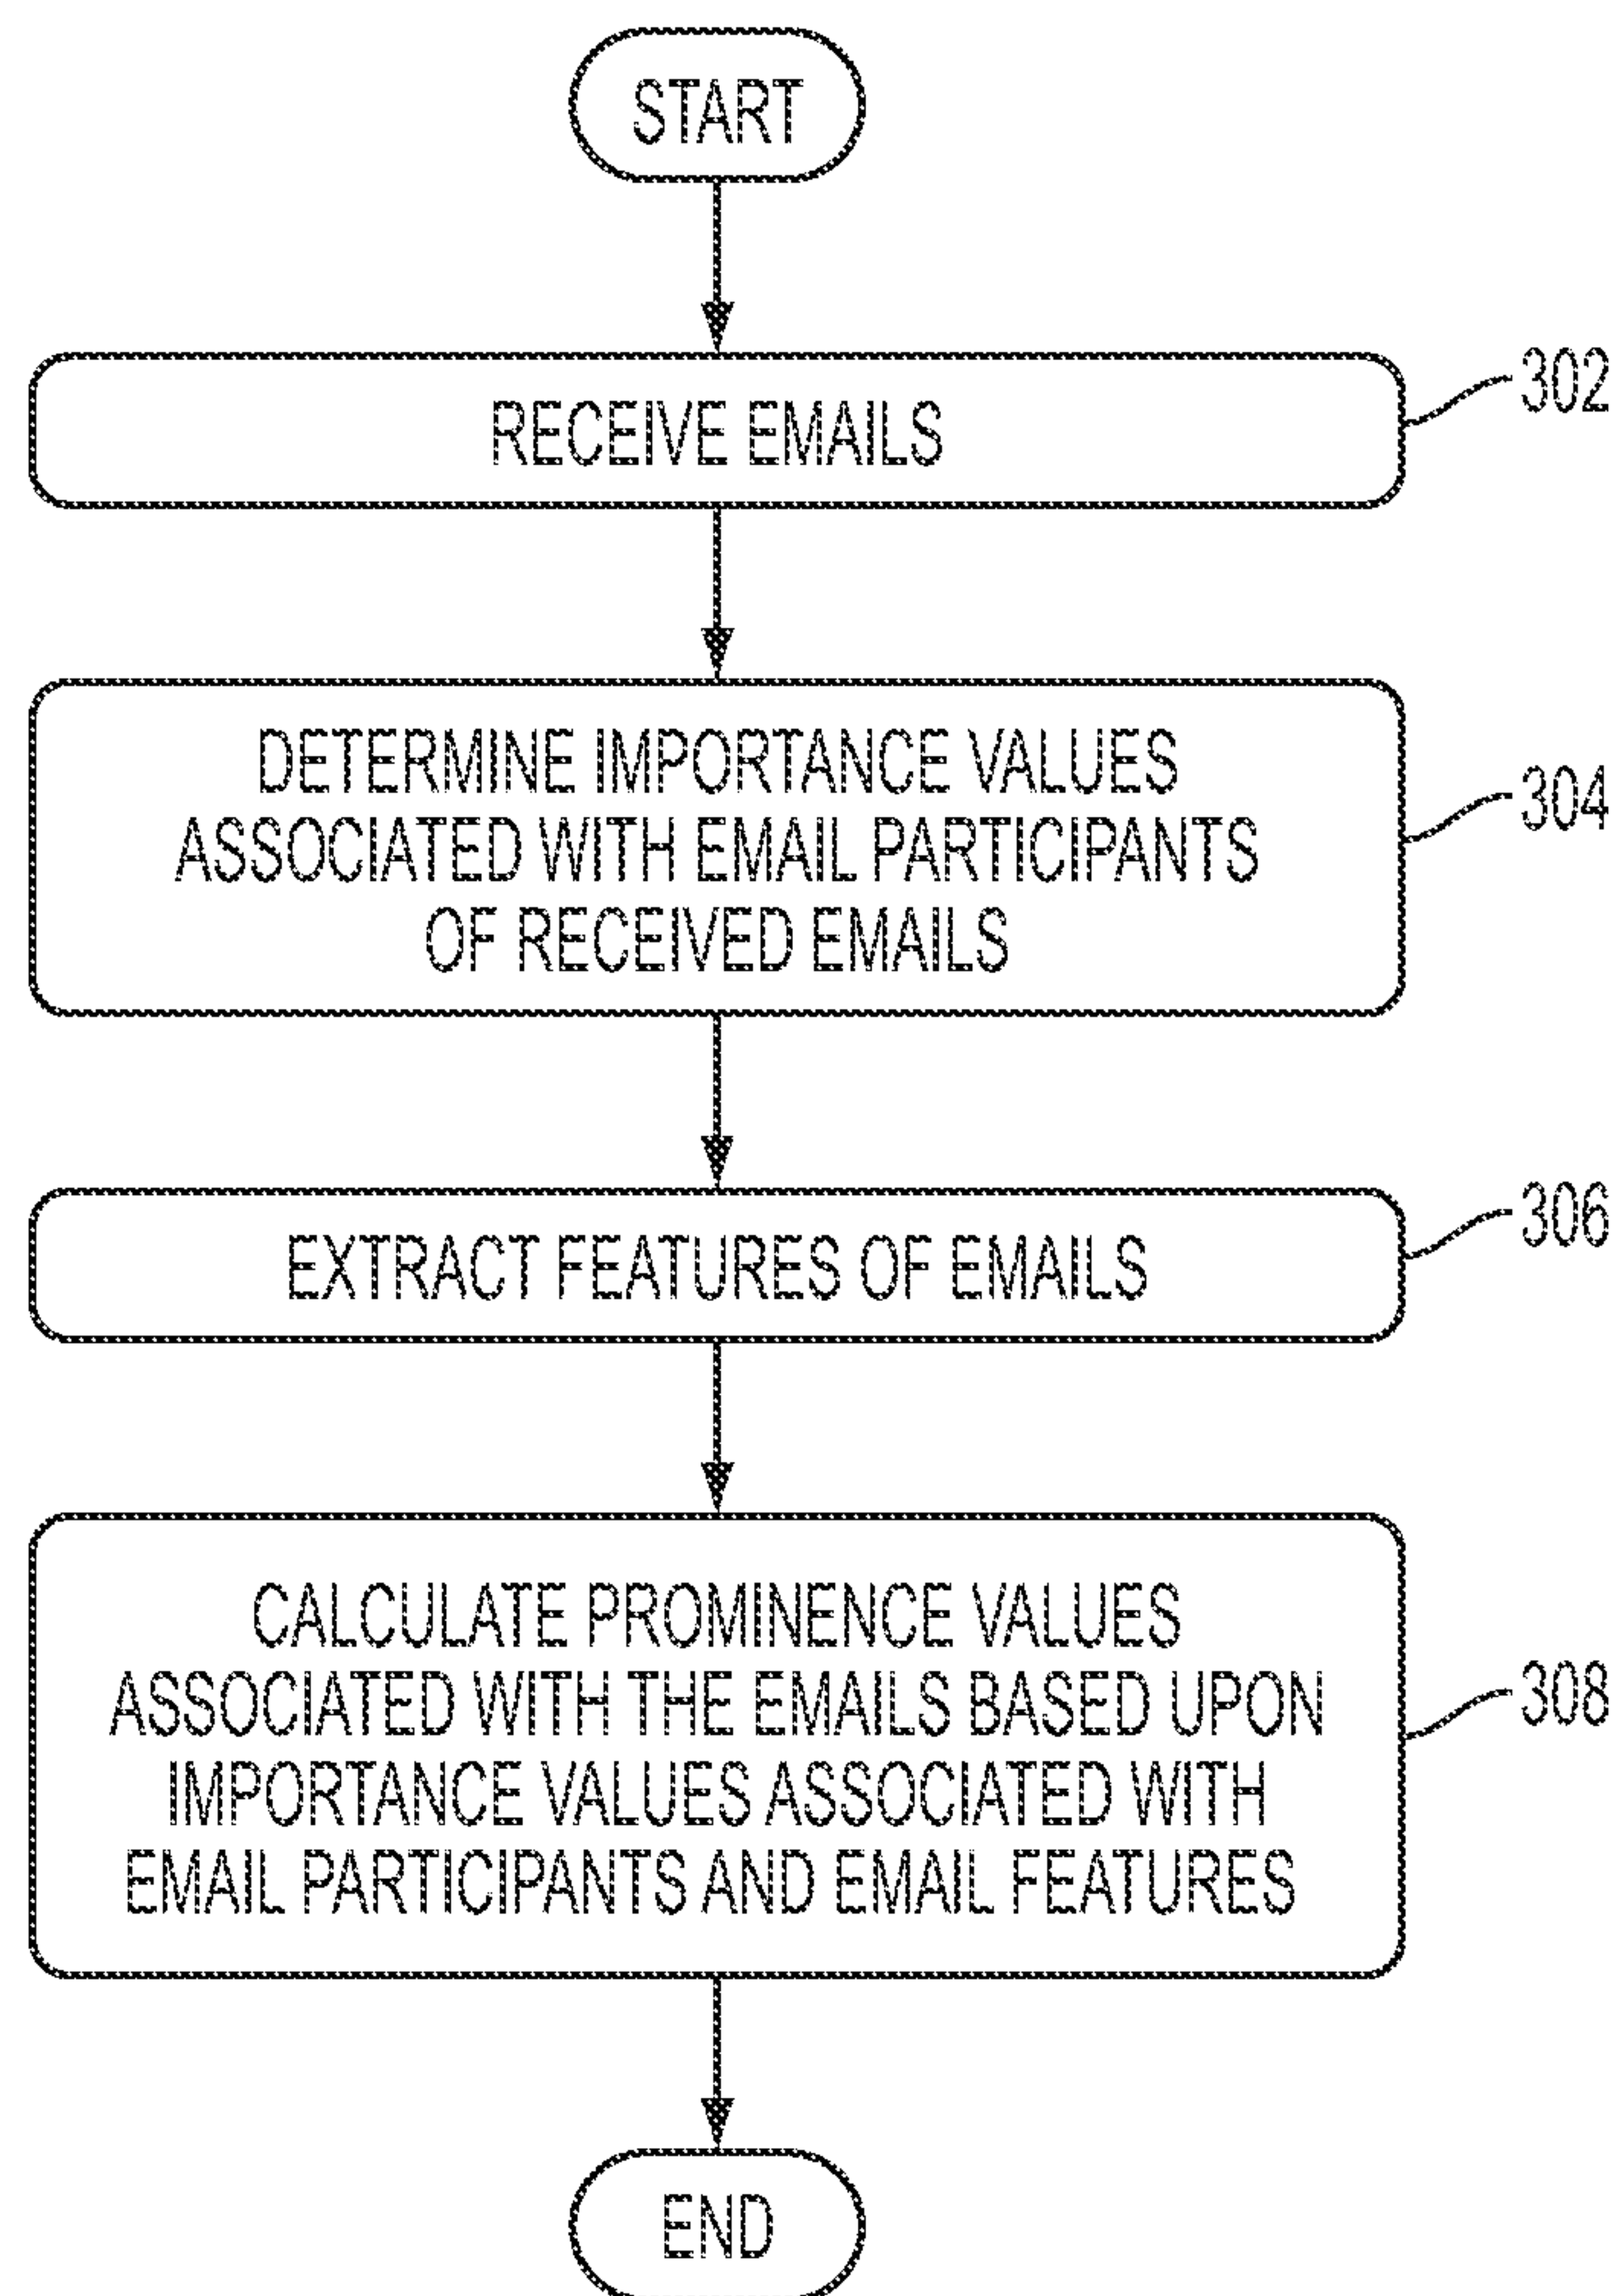 START
RECEIVE EMAILS
302
DETERMINE IMPORTANCE VALUES
ASSOCIATED WITH EMAIL PARTICIPANTS
OF RECEIVED EMAILS
304
EXTRACT FEATURES OF EMAILS
306
CALCULATE PROMINENCE VALUES
ASSOCIATED WITH THE EMAILS BASED UPON
IMPORTANCE VALUES ASSOCIATED WITH
EMAIL PARTICIPANTS AND EMAIL FEATURES
308
END